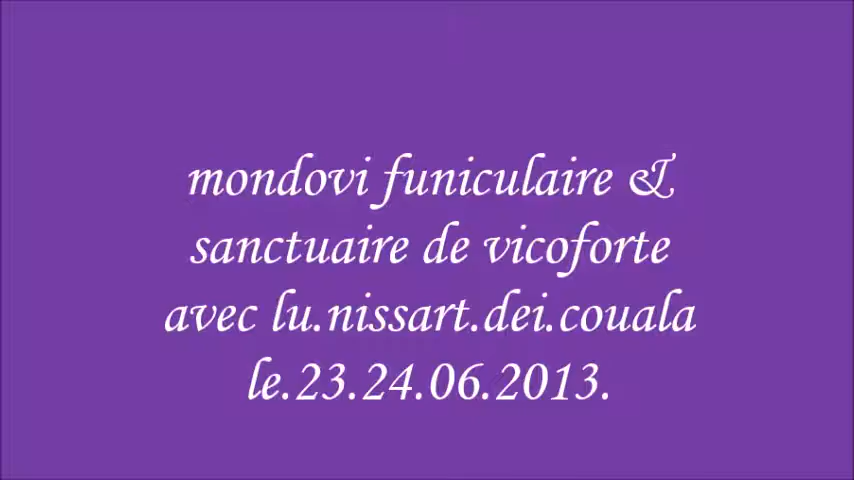 mondovi funiculaire &
sanctuaire de vicoforte
avec lu.nissart.dei.couala
le.23.24.06.2013.